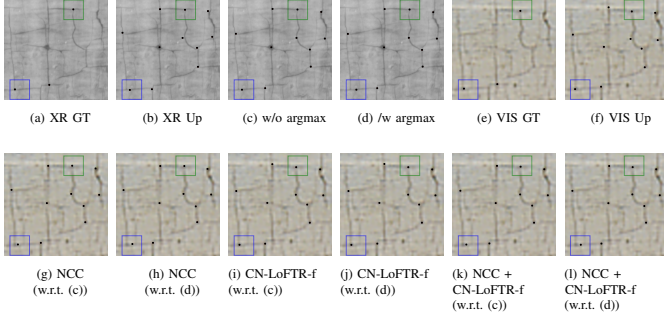 (a) XR GT
(b) XR Up
(c) w/o argmax
(d) /w argmax
(e) VIS GT
(f) VIS Up
(g) NCC
(w.r.t. (c))
(h) NCC
(w.r.t. (d))
(i) CN-LoFTR-f
(w.r.t. (c))
(j) CN-LoFTR-f
(w.r.t. (d))
(k) NCC +
CN-LoFTR-f
(w.r.t. (c))
(l) NCC +
CN-LoFTR-f
(w.r.t. (d))